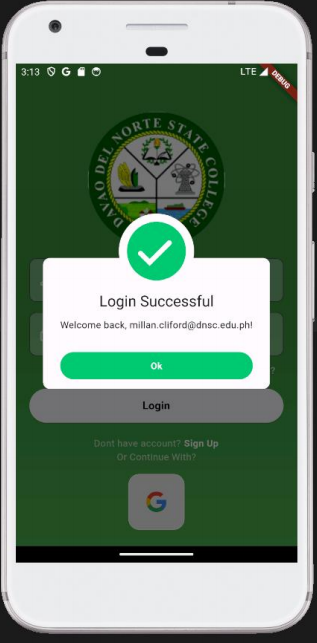 3:13 G LTE
DEBUG
DAVAO DEL NORTE STATE COLLEGE
Login Successful
Welcome back, millan.cliford@dnsc.edu.ph!
Ok
?
Login
Dont have account? Sign Up
Or Continue With?
G